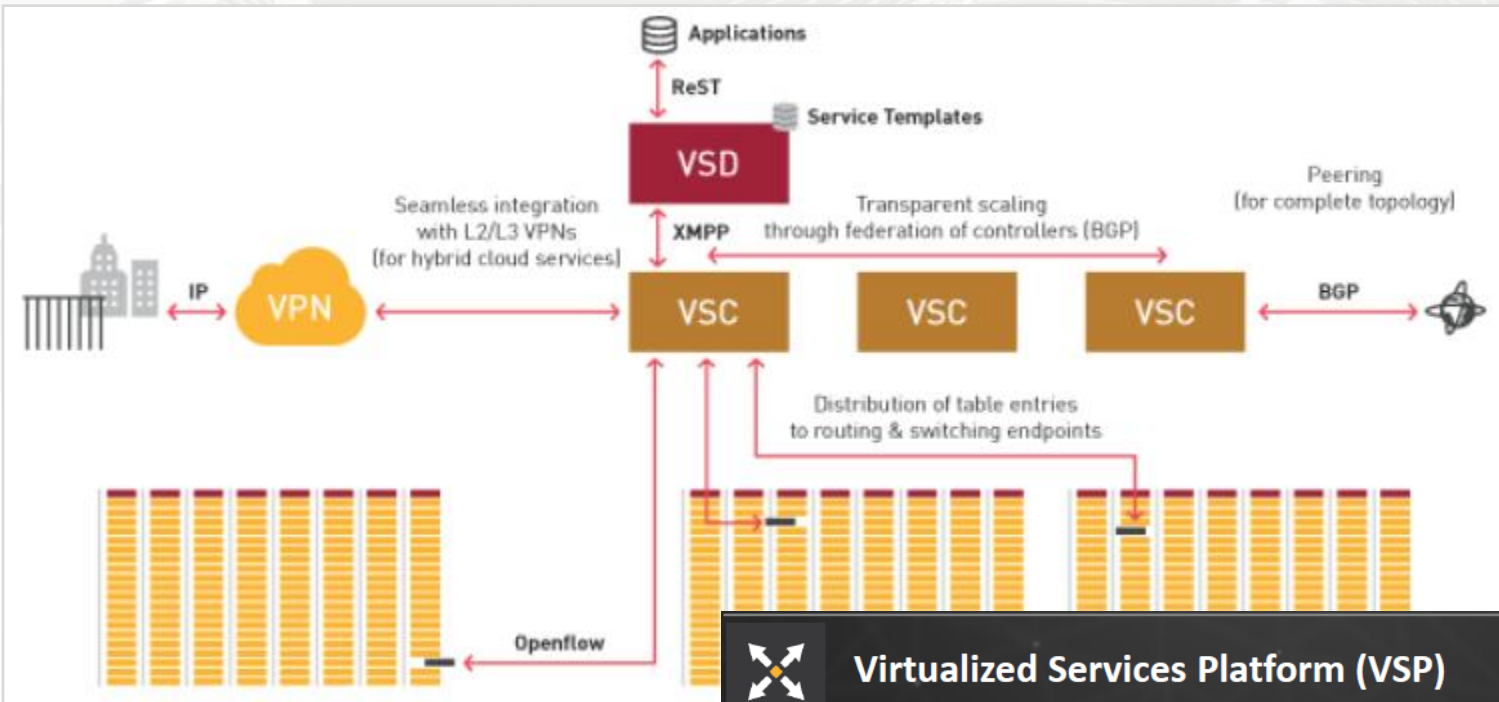 Applications
ReST
Service Templates
VSD
Seamless integration
with L2/L3 VPNs
(for hybrid cloud services)
XMPP
Transparent scaling
through federation of controllers (BGP)
Peering
(for complete topology)
IP
VPN
VSC
VSC
VSC
BGP
Distribution of table entries
to routing & switching endpoints
Openflow
Virtualized Services Platform (VSP)